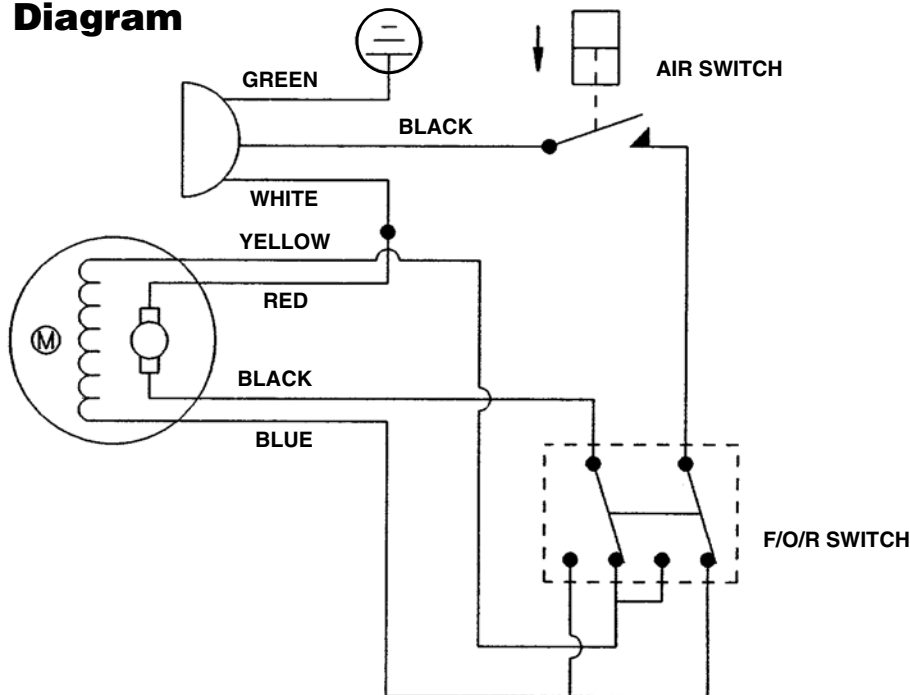 Diagram
GREEN
AIR SWITCH
BLACK
WHITE
YELLOW
RED
M
BLACK
BLUE
F/O/R SWITCH